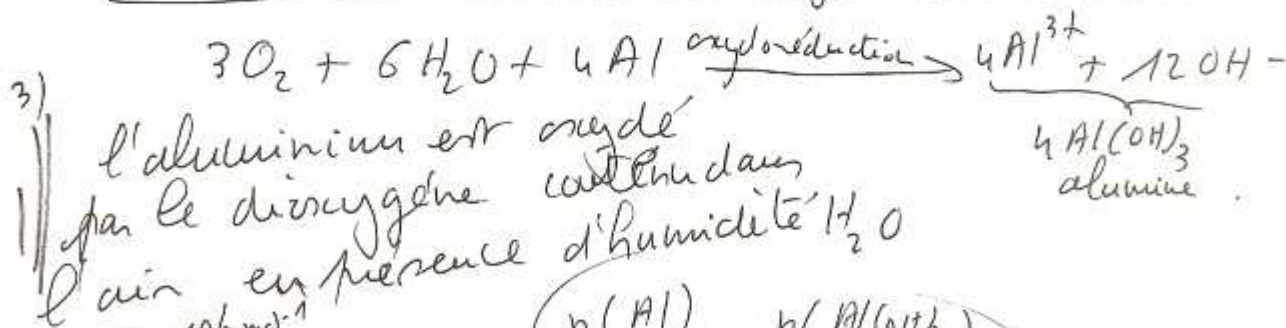 3O₂ + 6H₂O + 4Al oxydoréduction → 4Al³⁺ + 12OH⁻
4Al(OH)₃
alumine.
3) l'aluminium est oxydé
par le dioxygène contenu dans
l'air en présence d'humidité H₂O
n(Al) n(Al(OH)₃)